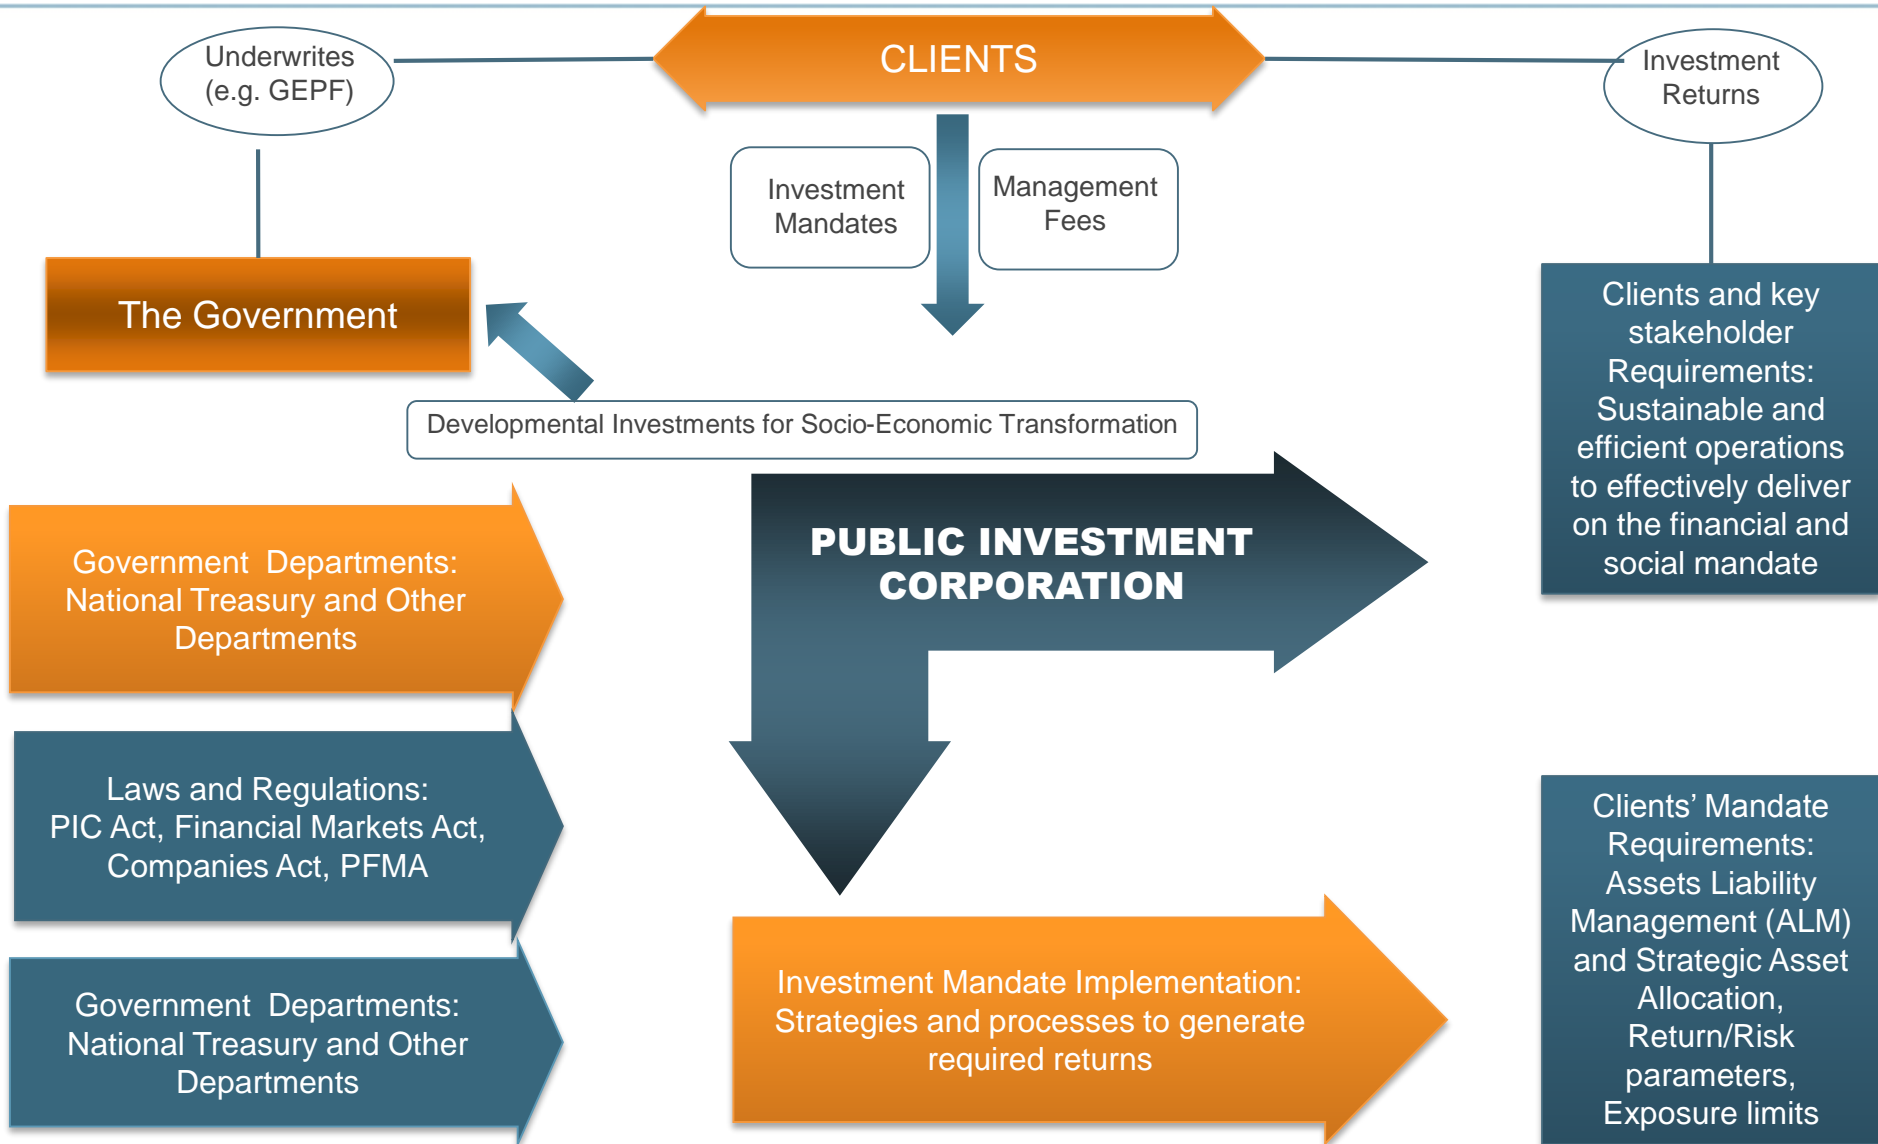 Underwrites
(e.g. GEPF)
CLIENTS
Investment
Returns
Investment
Mandates
Management
Fees
The Government
Developmental Investments for Socio-Economic Transformation
Clients and key
stakeholder
Requirements:
Sustainable and
efficient operations
to effectively deliver
on the financial and
social mandate
Government  Departments:
National Treasury and Other
Departments
PUBLIC INVESTMENT
CORPORATION
Laws and Regulations:
PIC Act, Financial Markets Act,
Companies Act, PFMA
Government  Departments:
National Treasury and Other
Departments
Investment Mandate Implementation:
Strategies and processes to generate
required returns
Clients’ Mandate
Requirements:
Assets Liability
Management (ALM)
and Strategic Asset
Allocation,
Return/Risk
parameters,
Exposure limits